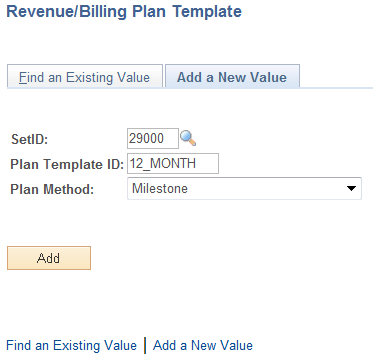 Revenue/Billing Plan Template
Find an Existing Value Add a New Value
SetID: 29000
Plan Template ID: 12_MONTH
Plan Method: Milestone
Add
Find an Existing Value Add a New Value